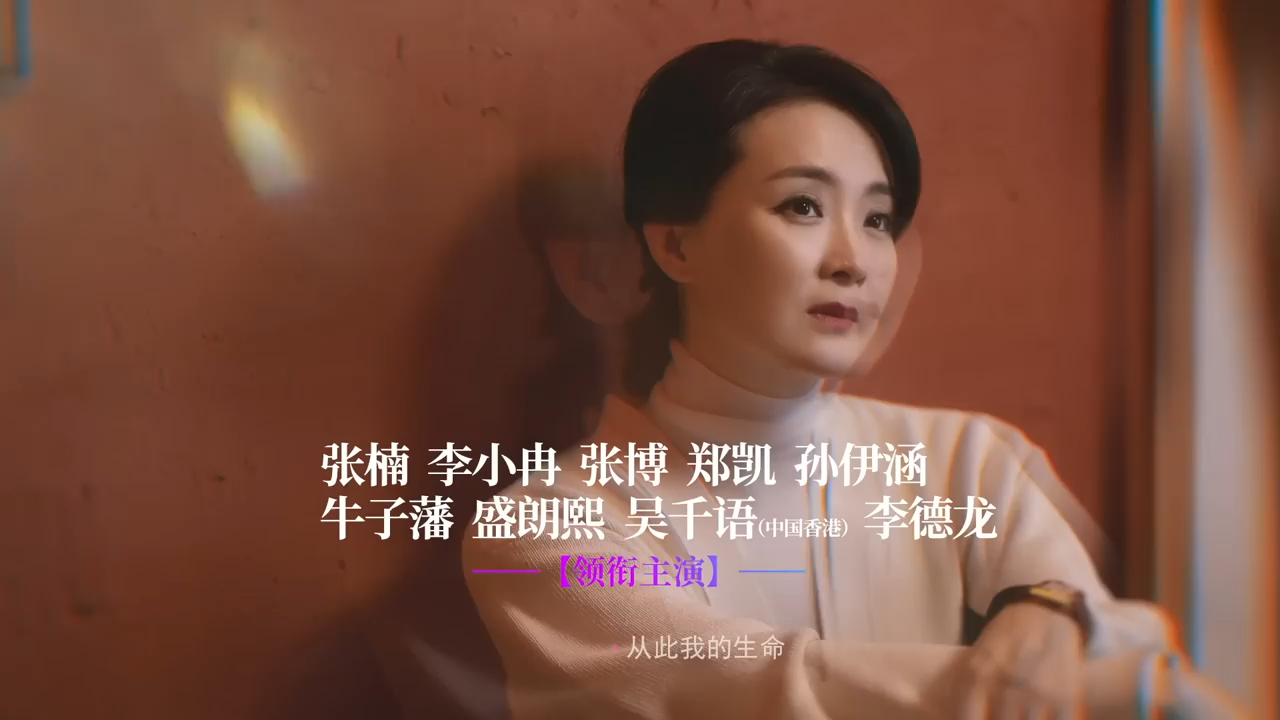 张楠 李小冉 张博 郑凯 孙伊涵
牛子藩 盛朗熙 吴千语(中国香港) 李德龙
【领衔主演】
从此我的生命